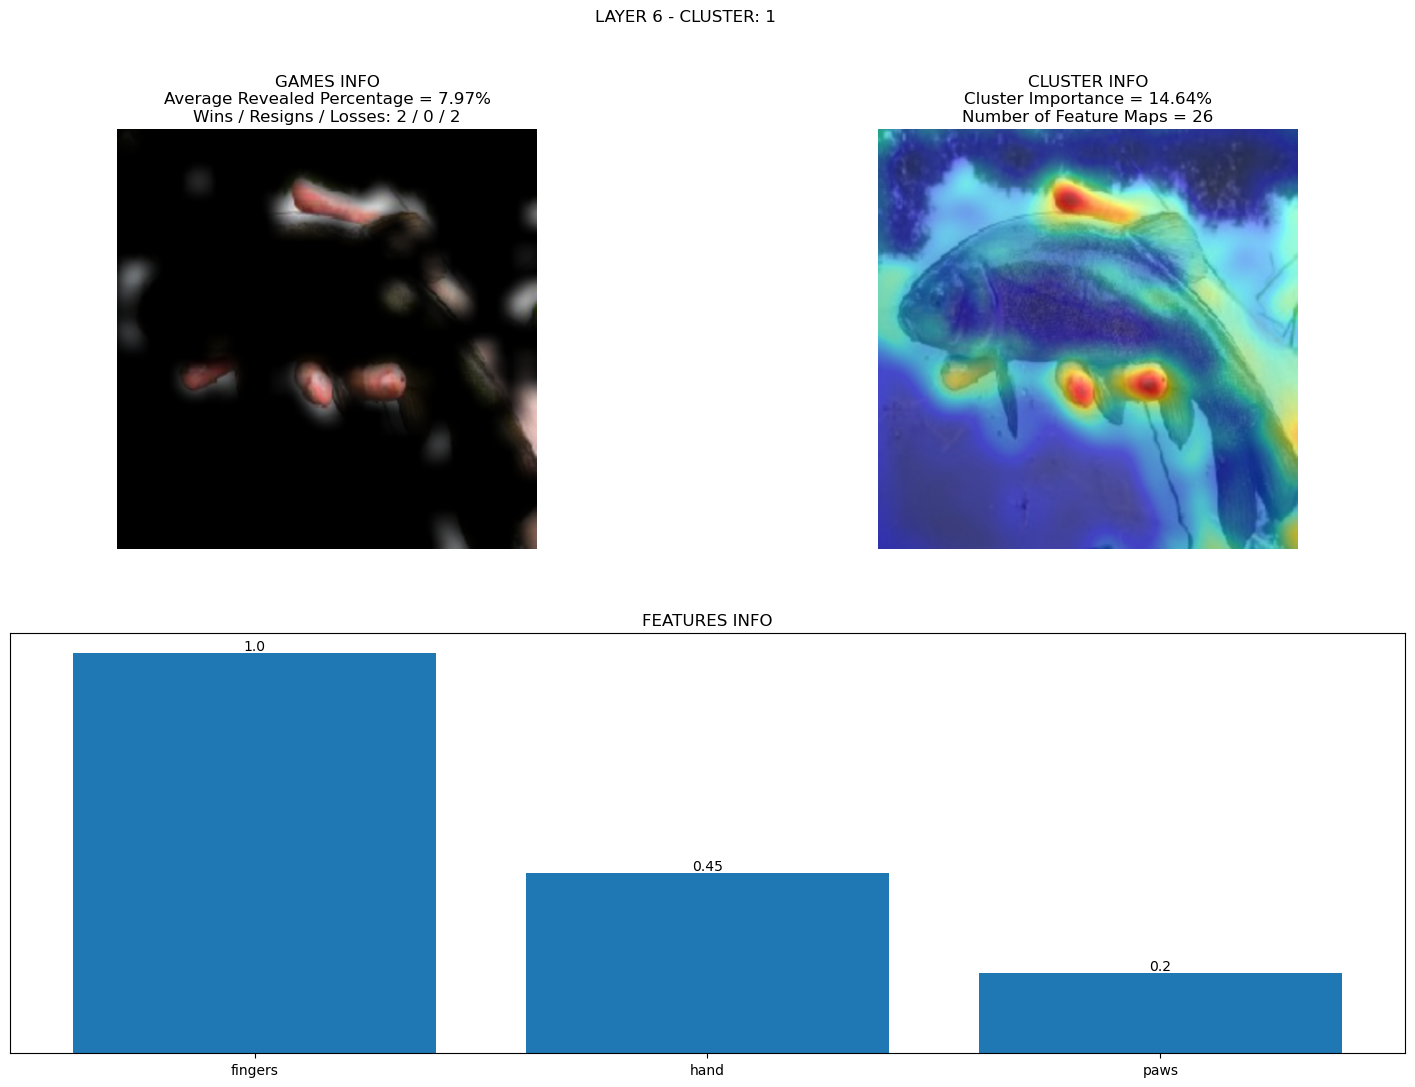 LAYER 6 - CLUSTER: 1
GAMES INFO
Average Revealed Percentage = 7.97%
Wins / Resigns / Losses: 2 / 0 / 2
CLUSTER INFO
Cluster Importance = 14.64%
Number of Feature Maps = 26
FEATURES INFO
1.0
0.45
0.2
fingers
hand
paws